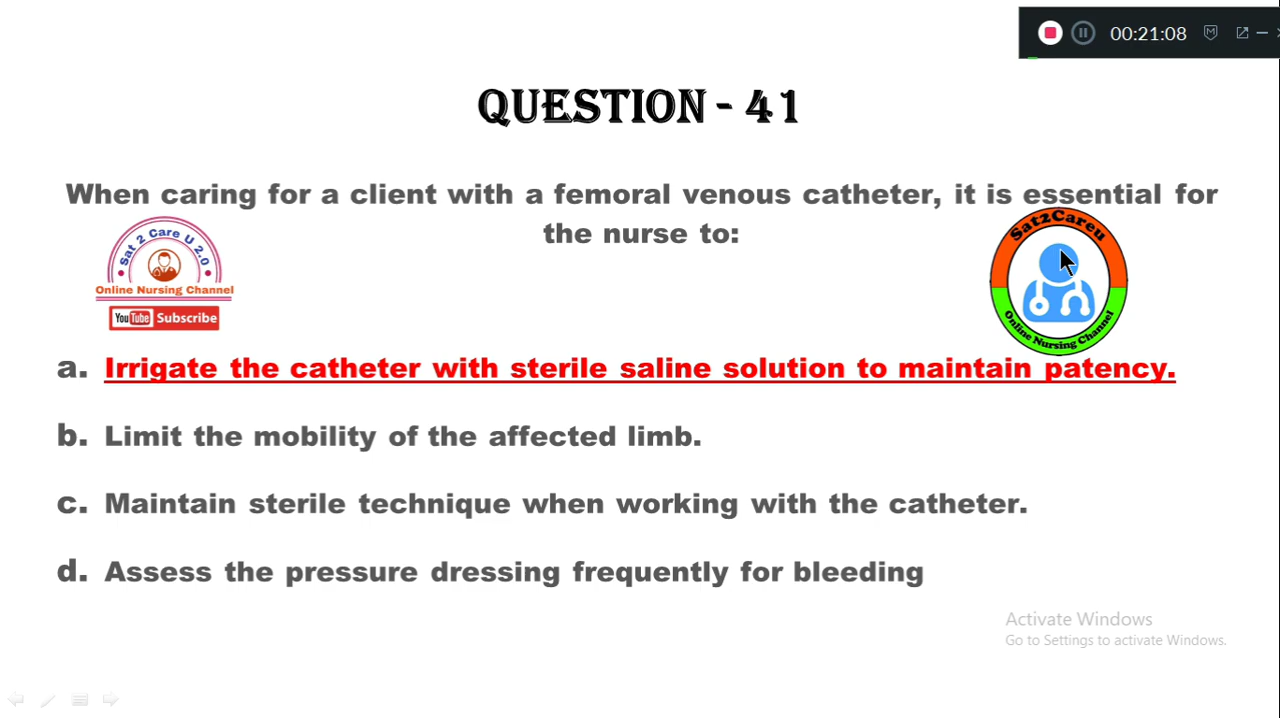 00:21:08
QUESTION - 41
When caring for a client with a femoral venous catheter, it is essential for
the nurse to:
Sat 2 Care U 2.0
Online Nursing Channel
YouTube Subscribe
Sat2Careu
Online Nursing Channel
a. Irrigate the catheter with sterile saline solution to maintain patency.
b. Limit the mobility of the affected limb.
c. Maintain sterile technique when working with the catheter.
d. Assess the pressure dressing frequently for bleeding
Activate Windows
Go to Settings to activate Windows.